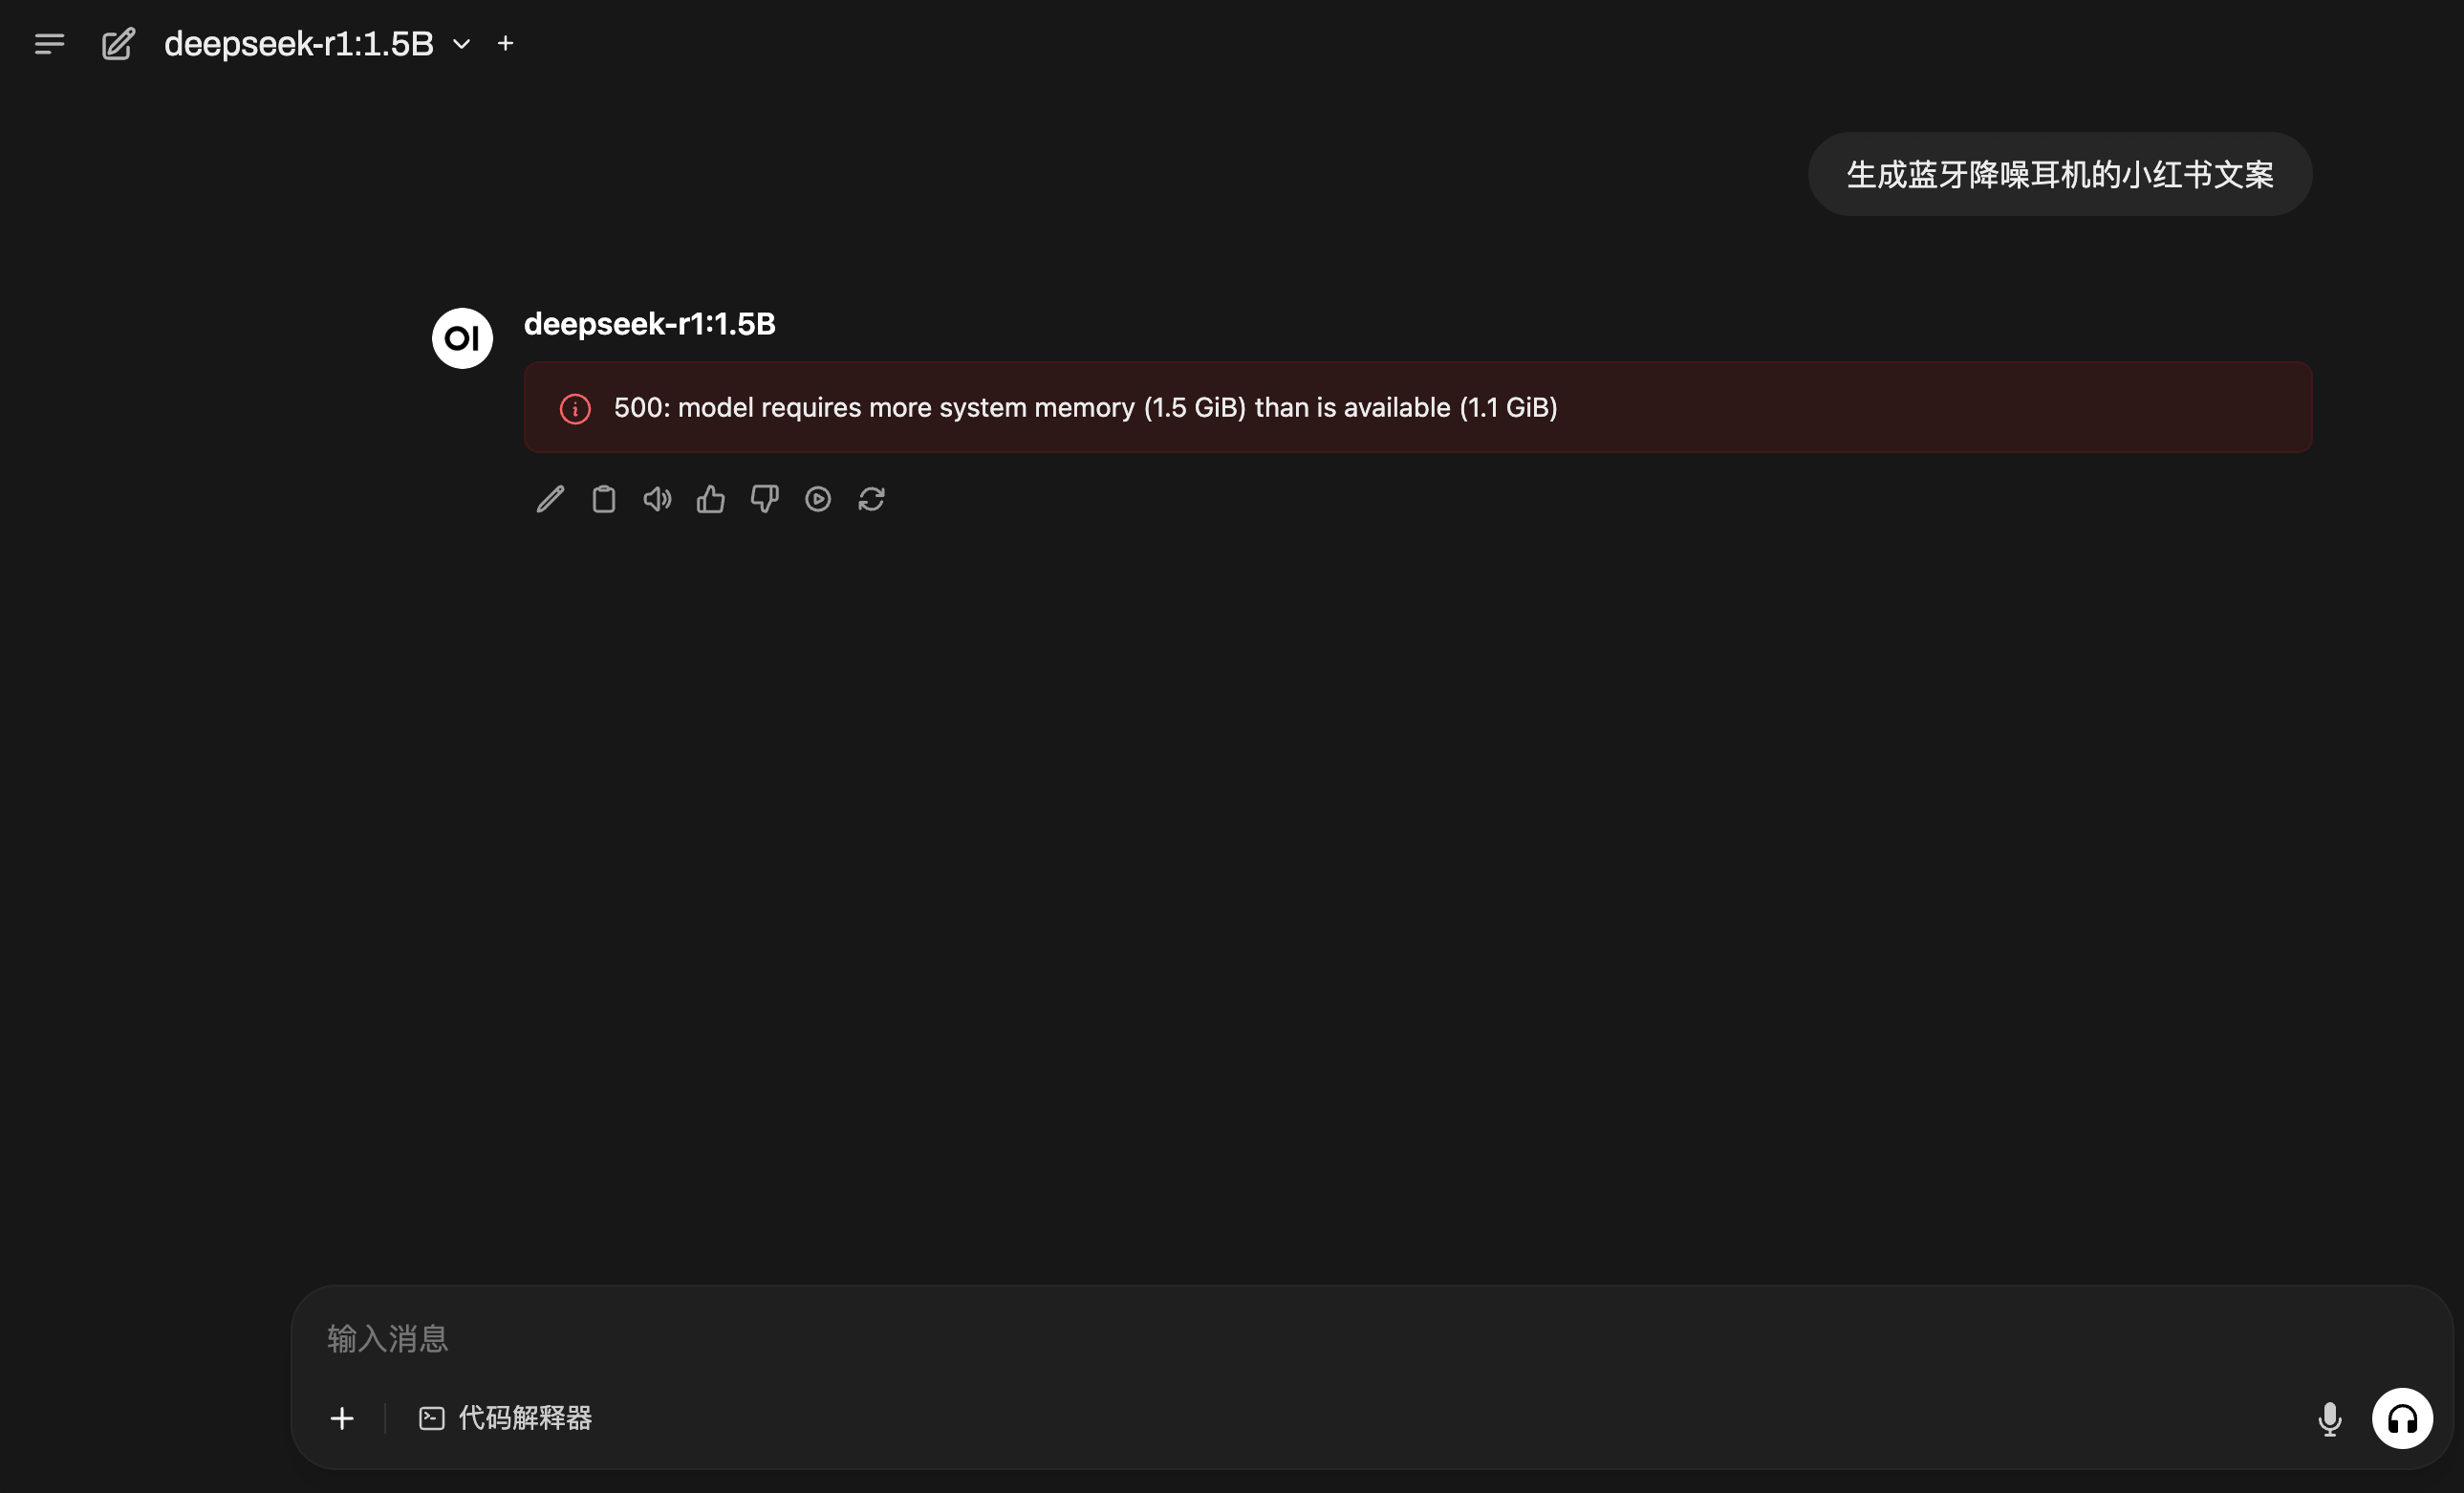 deepseek-r1:1.5B
生成蓝牙降噪耳机的小红书文案
OI
deepseek-r1:1.5B
500: model requires more system memory (1.5 GiB) than is available (1.1 GiB)
输入消息
代码解释器